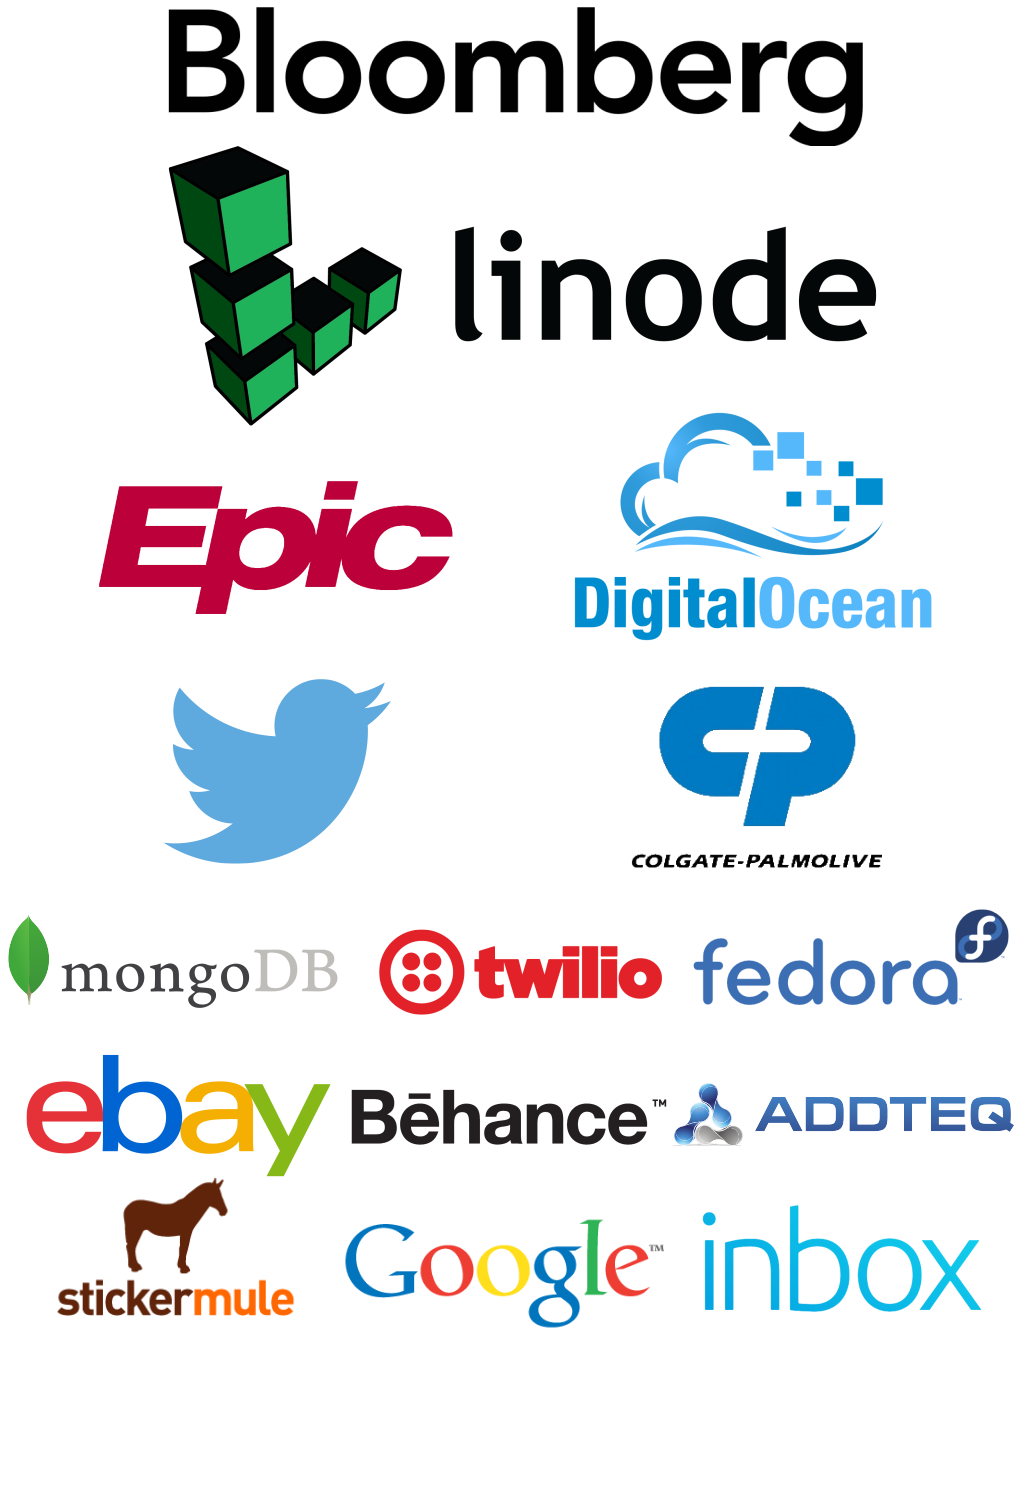 Bloomberg
linode
Epic
DigitalOcean
COLGATE-PALMOLIVE
mongoDB
twilio
fedora
ebay
Bēhance™
ADDTEQ
stickermule
Google™
inbox